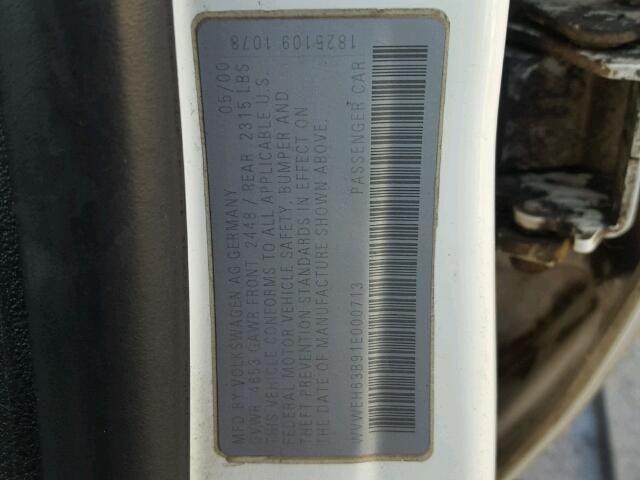 MFD BY VOLKSWAGEN AG GERMANY 05/00
GVWR 4653 GAWR FRONT 2448 / REAR 2315 LBS
THIS VEHICLE CONFORMS TO ALL APPLICABLE U.S.
FEDERAL MOTOR VEHICLE SAFETY, BUMPER AND
THEFT PREVENTION STANDARDS IN EFFECT ON
THE DATE OF MANUFACTURE SHOWN ABOVE.
1825109 1078
WVWEH63B91E000713 PASSENGER CAR